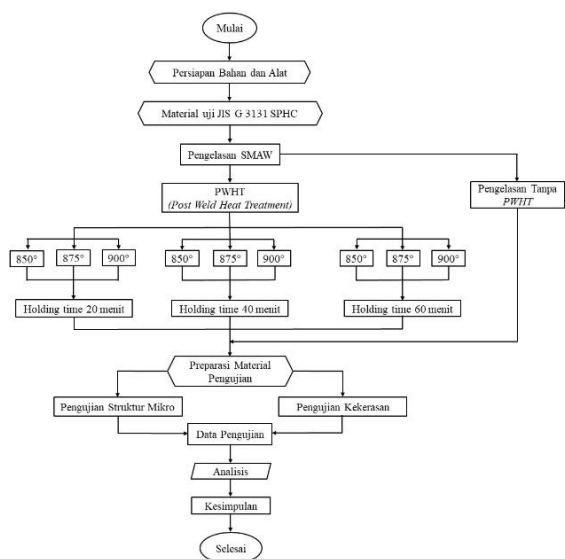 Mulai
Persiapan Bahan dan Alat
Material uji JIS G 3131 SPHC
Pengelasan SMAW
PWHT
(Post Weld Heat Treatment)
Pengelasan Tanpa
PWHT
850° 875° 900° 850° 875° 900° 850° 875° 900°
Holding time 20 menit Holding time 40 menit Holding time 60 menit
Preparasi Material
Pengujian
Pengujian Struktur Mikro Pengujian Kekerasan
Data Pengujian
Analisis
Kesimpulan
Selesai